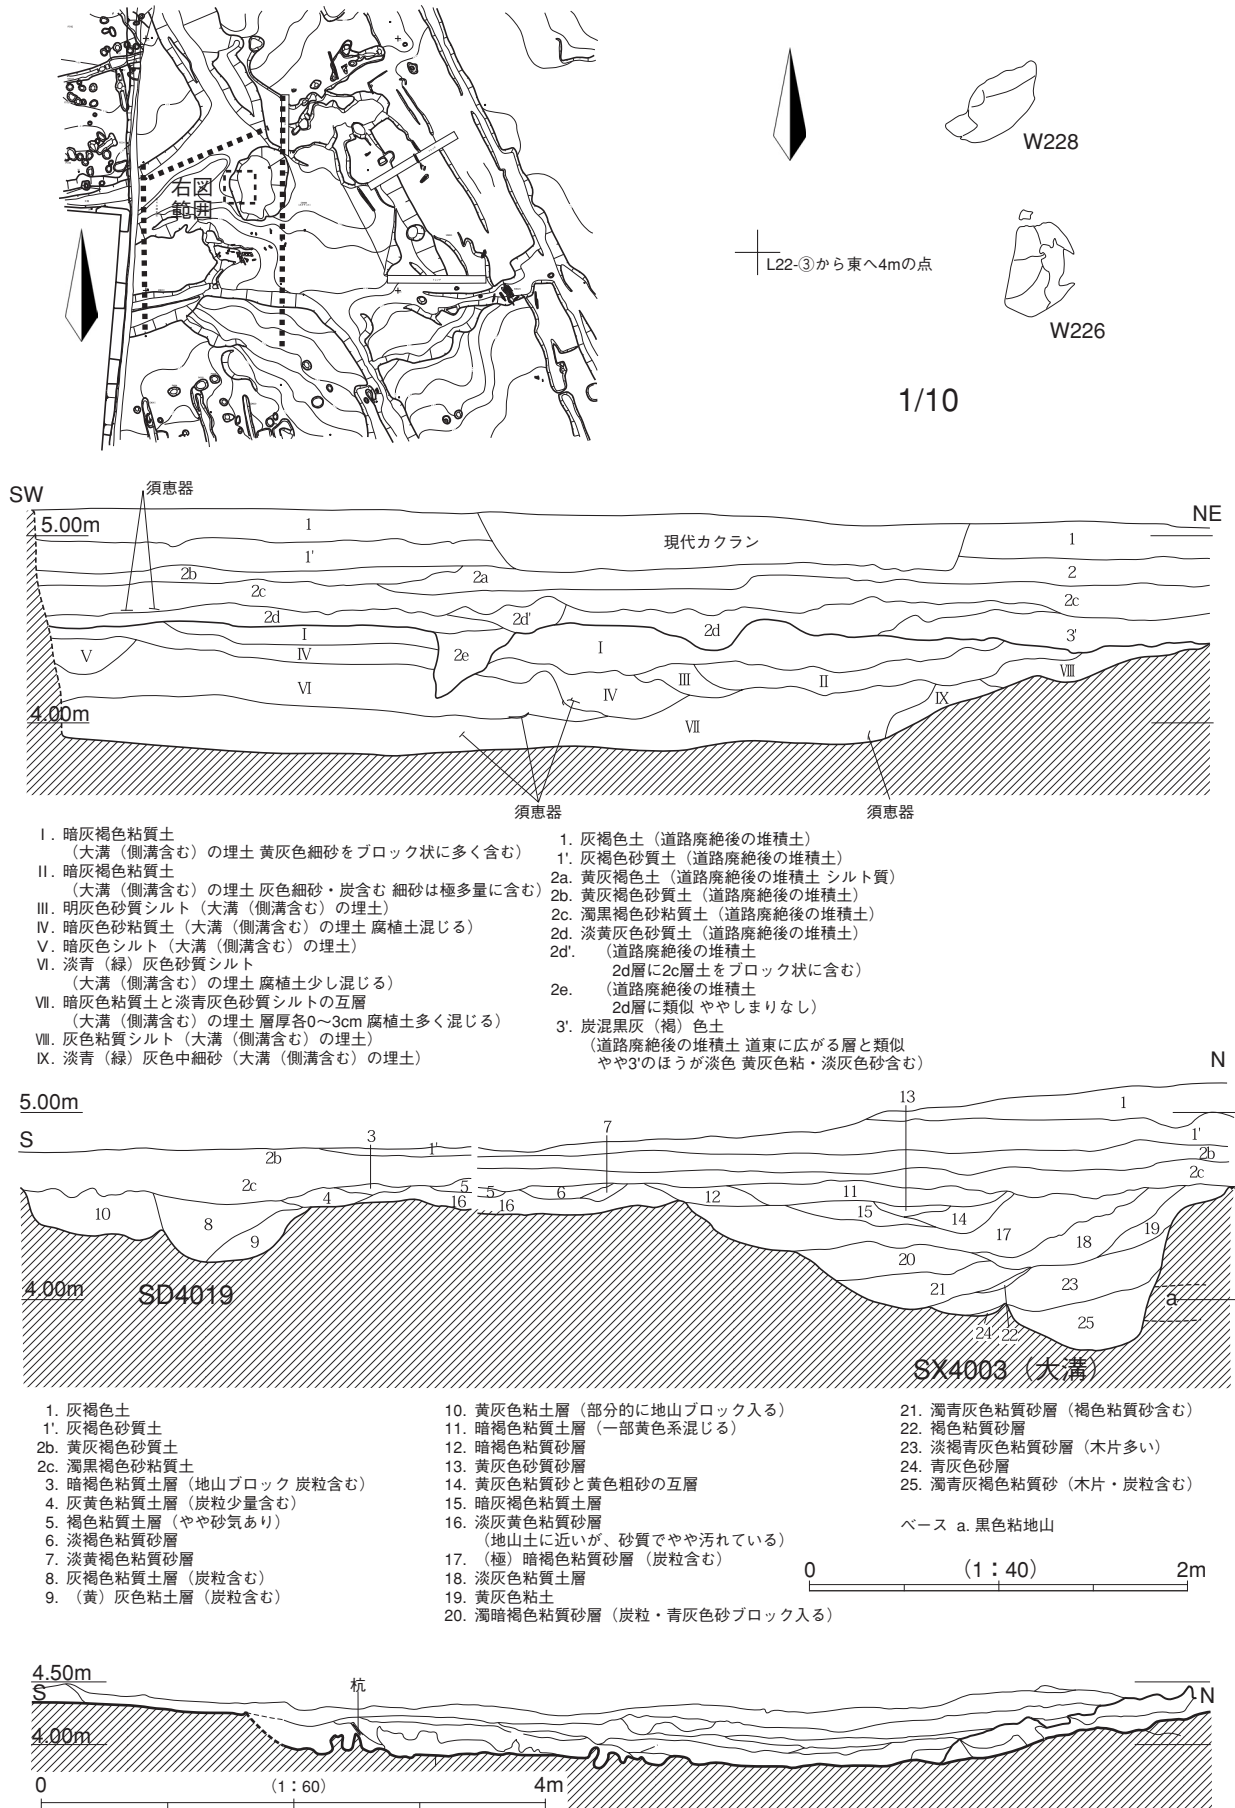 右図
範囲
W228
L22-③から東へ4mの点
W226
1/10
SW
須恵器
NE
5.00m
1
現代カクラン
1
1'
2b
2a
2
2c
2c
2d
2d'
2d
3'
I
I
V
IV
2e
VI
IV
III
II
VIII
IX
4.00m
VII
須恵器
須恵器
I. 暗灰褐色粘質土
(大溝(側溝含む)の埋土 黄灰色細砂をブロック状に多く含む)
II. 暗灰褐色粘質土
(大溝(側溝含む)の埋土 灰色細砂・炭含む 細砂は極多量に含む)
III. 明灰色砂質シルト(大溝(側溝含む)の埋土)
IV. 暗灰色砂粘質土(大溝(側溝含む)の埋土 腐植土混じる)
V. 暗灰色シルト(大溝(側溝含む)の埋土)
VI. 淡青(緑)灰色砂質シルト
(大溝(側溝含む)の埋土 腐植土少し混じる)
VII. 暗灰色粘質土と淡青灰色砂質シルトの互層
(大溝(側溝含む)の埋土 層厚各0〜3cm 腐植土多く混じる)
VIII. 灰色粘質シルト(大溝(側溝含む)の埋土)
IX. 淡青(緑)灰色中細砂(大溝(側溝含む)の埋土)
1. 灰褐色土(道路廃絶後の堆積土)
1'. 灰褐色砂質土(道路廃絶後の堆積土)
2a. 黄灰褐色土(道路廃絶後の堆積土 シルト質)
2b. 黄灰褐色砂質土(道路廃絶後の堆積土)
2c. 濁黒褐色砂粘質土(道路廃絶後の堆積土)
2d. 淡黄灰色砂質土(道路廃絶後の堆積土)
2d'. (道路廃絶後の堆積土
2d層に2c層土をブロック状に含む)
2e. (道路廃絶後の堆積土
2d層に類似 ややしまりなし)
3'. 炭混黒灰(褐)色土
(道路廃絶後の堆積土 道東に広がる層と類似
やや3'のほうが淡色 黄灰色粘・淡灰色砂含む)
N
5.00m
S
13
1
3
7
1'
1'
2b
2b
2c
2c
10
8
9
4
5
16
5
16
6
12
11
15
14
17
18
19
20
21
23
24
22
25
a
4.00m
SD4019
SX4003(大溝)
1. 灰褐色土
1'. 灰褐色砂質土
2b. 黄灰褐色砂質土
2c. 濁黒褐色砂粘質土
3. 暗褐色粘質土層(地山ブロック 炭粒含む)
4. 灰黄色粘質土層(炭粒少量含む)
5. 褐色粘質土層(やや砂気あり)
6. 淡褐色粘質砂層
7. 淡黄褐色粘質砂層
8. 灰褐色粘質土層(炭粒含む)
9. (黄)灰色粘土層(炭粒含む)
10. 黄灰色粘土層(部分的に地山ブロック入る)
11. 暗褐色粘質土層(一部黄色系混じる)
12. 暗褐色粘質砂層
13. 黄灰色砂質砂層
14. 黄灰色粘質砂と黄色粗砂の互層
15. 暗灰褐色粘質土層
16. 淡灰黄色粘質砂層
(地山土に近いが、砂質でやや汚れている)
17. (極)暗褐色粘質砂層(炭粒含む)
18. 淡灰色粘質土層
19. 黄灰色粘土
20. 濁暗褐色粘質砂層(炭粒・青灰色砂ブロック入る)
21. 濁青灰色粘質砂層(褐色粘質砂含む)
22. 褐色粘質砂層
23. 淡褐青灰色粘質砂層(木片多い)
24. 青灰色砂層
25. 濁青灰褐色粘質砂(木片・炭粒含む)
ベース a. 黒色粘地山
0 (1:40) 2m
4.50m
S
杭
N
4.00m
0 (1:60) 4m